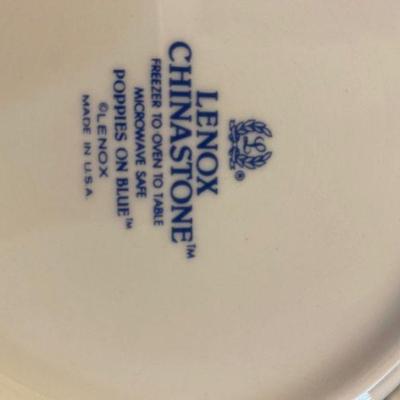 L
®
LENOX
CHINASTONE™
FREEZER TO OVEN TO TABLE
MICROWAVE SAFE
POPPIES ON BLUE™
©LENOX
MADE IN U.S.A.